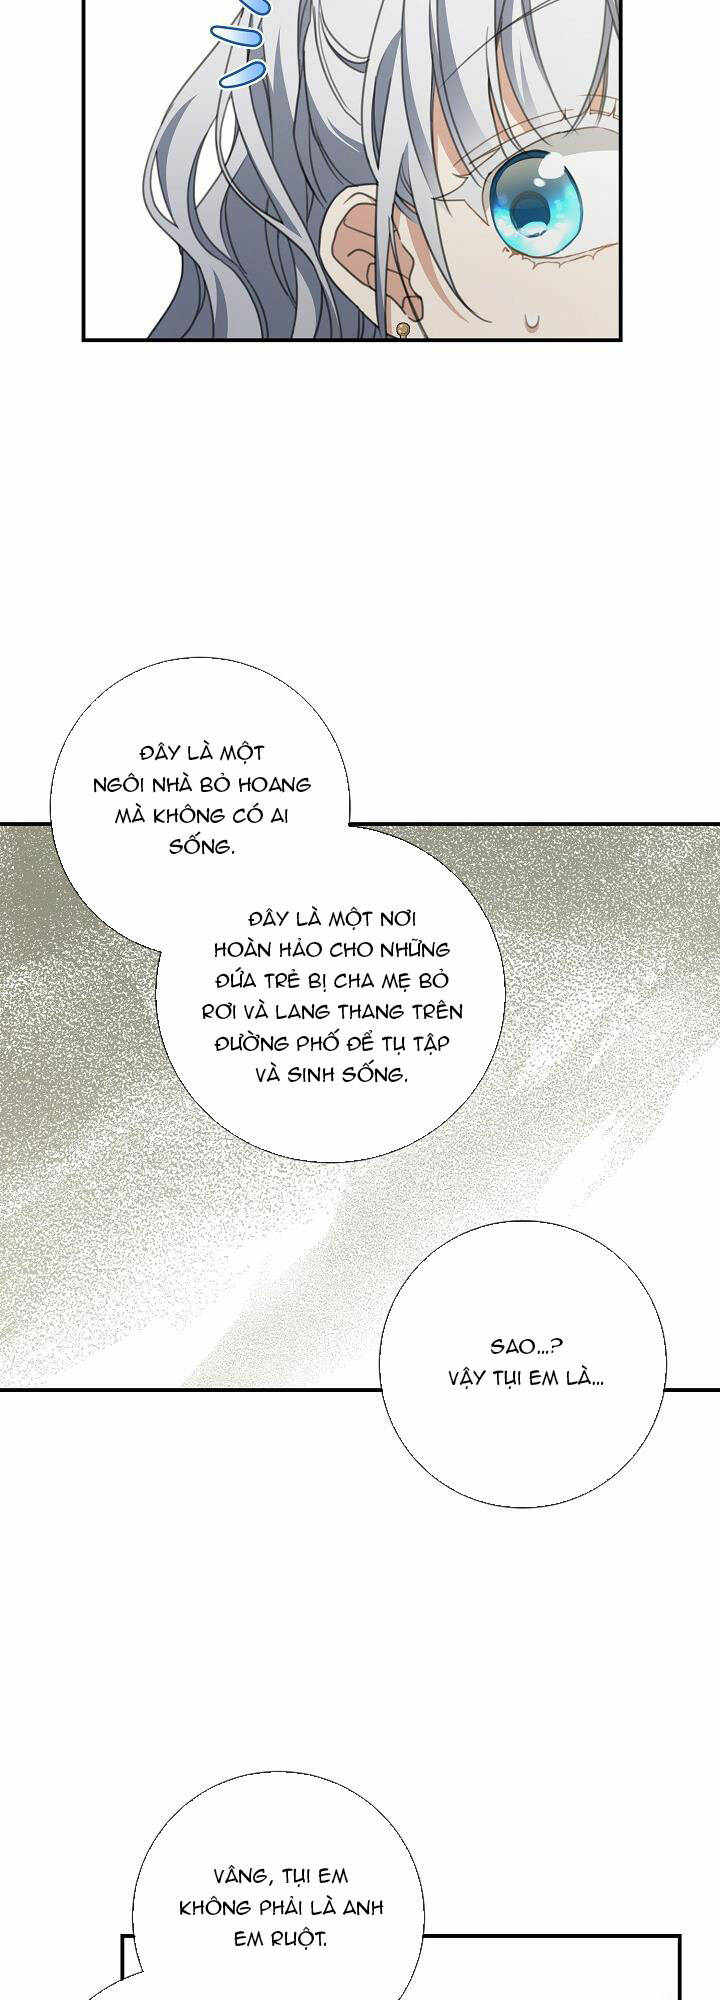 ĐÂY LÀ MỘT
NGÔI NHÀ BỎ HOANG
MÀ KHÔNG CÓ AI
SỐNG.
ĐÂY LÀ MỘT NƠI
HOÀN HẢO CHO NHỮNG
ĐỨA TRẺ BỊ CHA MẸ BỎ
RƠI VÀ LANG THANG TRÊN
ĐƯỜNG PHỐ ĐỂ TỤ TẬP
VÀ SINH SỐNG.
SAO...?
VẬY TỤI EM LÀ...
VÂNG, TỤI EM
KHÔNG PHẢI LÀ ANH
EM RUỘT.